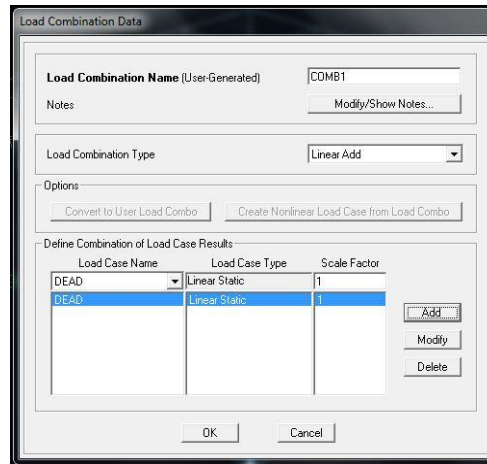 Load Combination Data
Load Combination Name (User-Generated) COMB1
Notes Modify/Show Notes...
Load Combination Type Linear Add
Options
Convert to User Load Combo Create Nonlinear Load Case from Load Combo
Define Combination of Load Case Results
Load Case Name Load Case Type Scale Factor
DEAD Linear Static 1
DEAD Linear Static 1
Add
Modify
Delete
OK Cancel